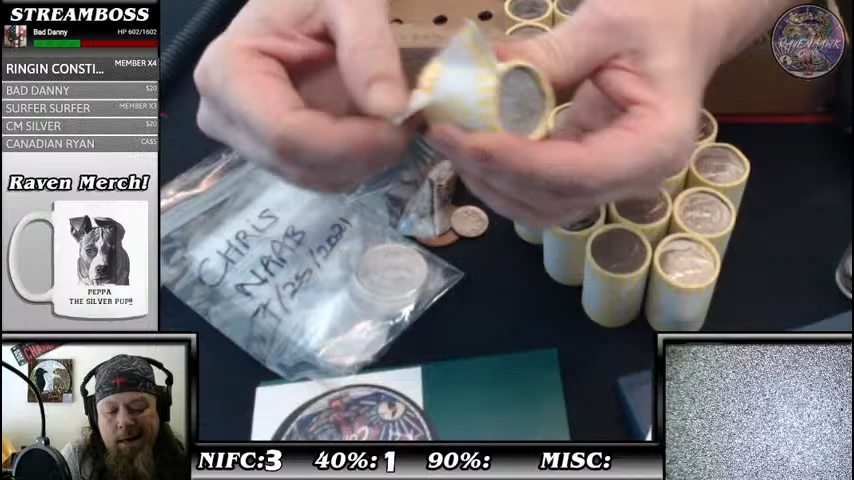 STREAMBOSS
Bad Danny
HP 602/1602
RINGIN CONSTI...
MEMBER X4
BAD DANNY
$20
SURFER SURFER
MEMBER X3
CM SILVER
$20
CANADIAN RYAN
CA$5
Raven Merch!
PEPPA
THE SILVER PUP!!
CHRIS
NAAB
7/25/2021
RAVENHAWK
NIFC:3
40%:1
90%:
MISC: